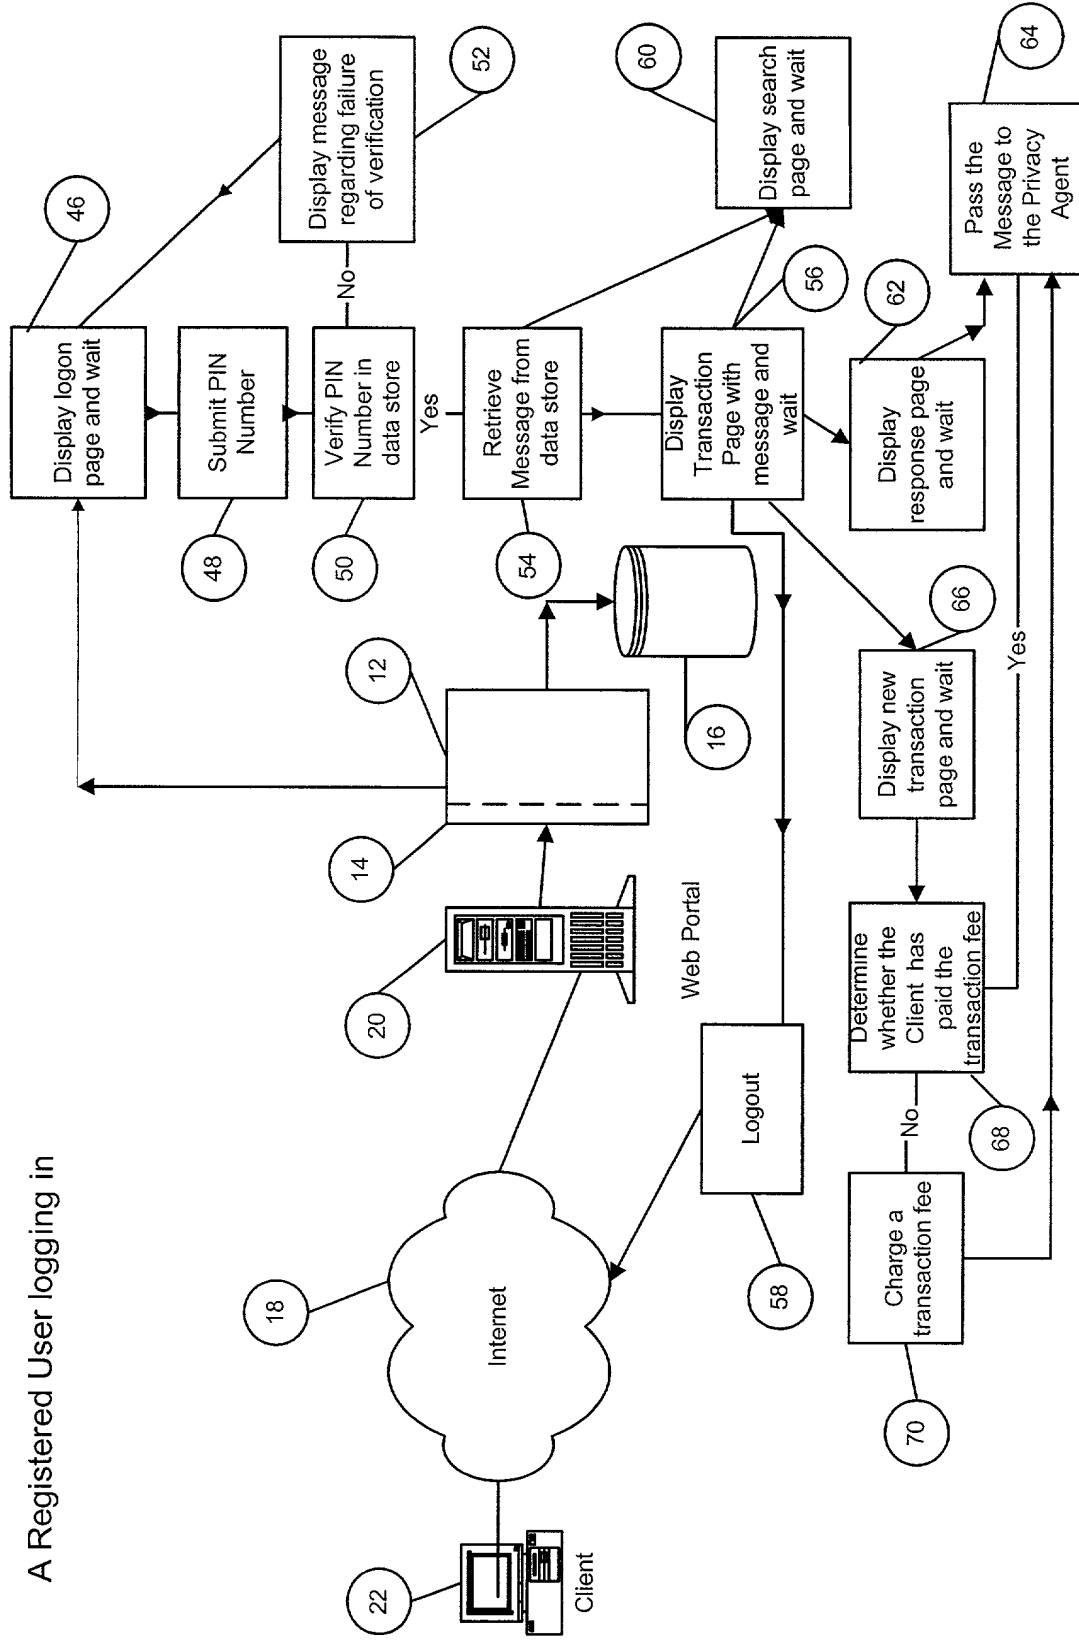 A Registered User logging in
46
Display logon
page and wait
48
Submit PIN
Number
50
Verify PIN
Number in
data store
No
52
Display message
regarding failure
of verification
Yes
54
Retrieve
Message from
data store
56
Display
Transaction
Page with
message and
wait
60
Display search
page and wait
62
Display
response page
and wait
64
Pass the
Message to
the Privacy
Agent
22
Client
18
Internet
20
Web Portal
14
12
16
58
Logout
66
Display new
transaction
page and wait
68
Determine
whether the
Client has
paid the
transaction fee
Yes
No
70
Charge a
transaction fee